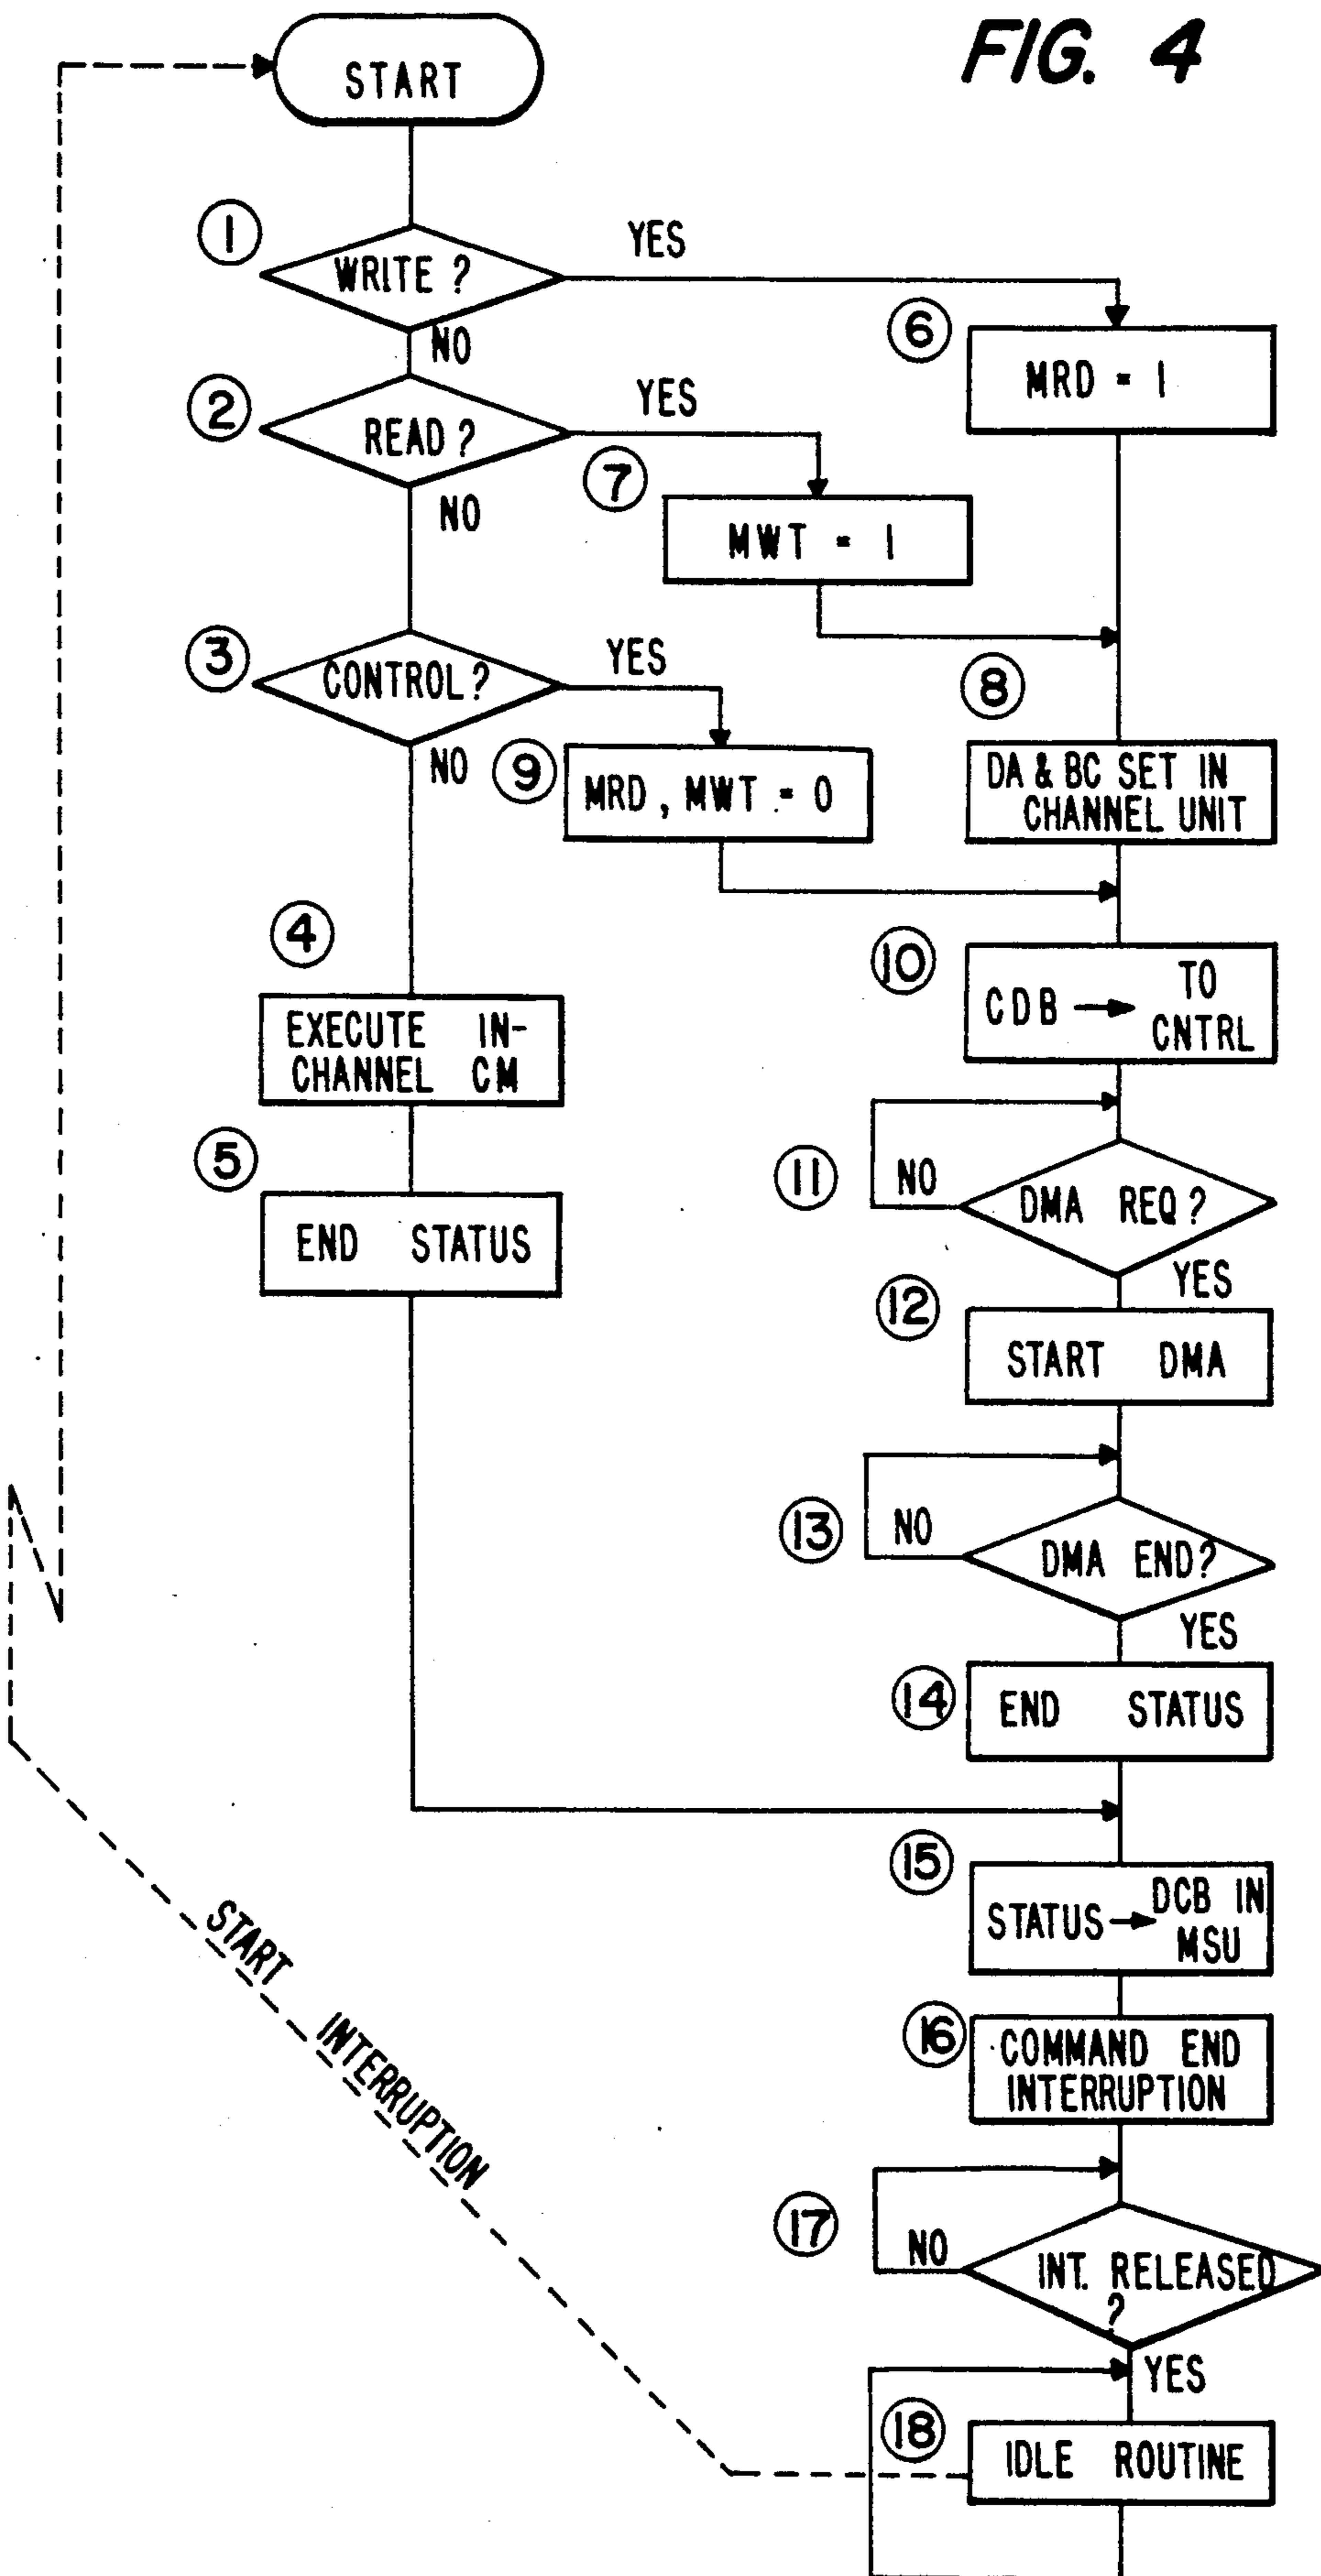 FIG. 4
START
1
WRITE ?
YES
NO
6
MRD = 1
2
READ ?
YES
NO
7
MWT = 1
3
CONTROL ?
YES
NO
8
DA & BC SET IN
CHANNEL UNIT
9
MRD , MWT = 0
4
EXECUTE IN-
CHANNEL CM
10
CDB → TO
CNTRL
5
END STATUS
11
NO
DMA REQ ?
YES
12
START DMA
13
NO
DMA END ?
YES
14
END STATUS
15
STATUS → DCB IN
MSU
16
COMMAND END
INTERRUPTION
START INTERRUPTION
17
NO
INT. RELEASED
?
YES
18
IDLE ROUTINE